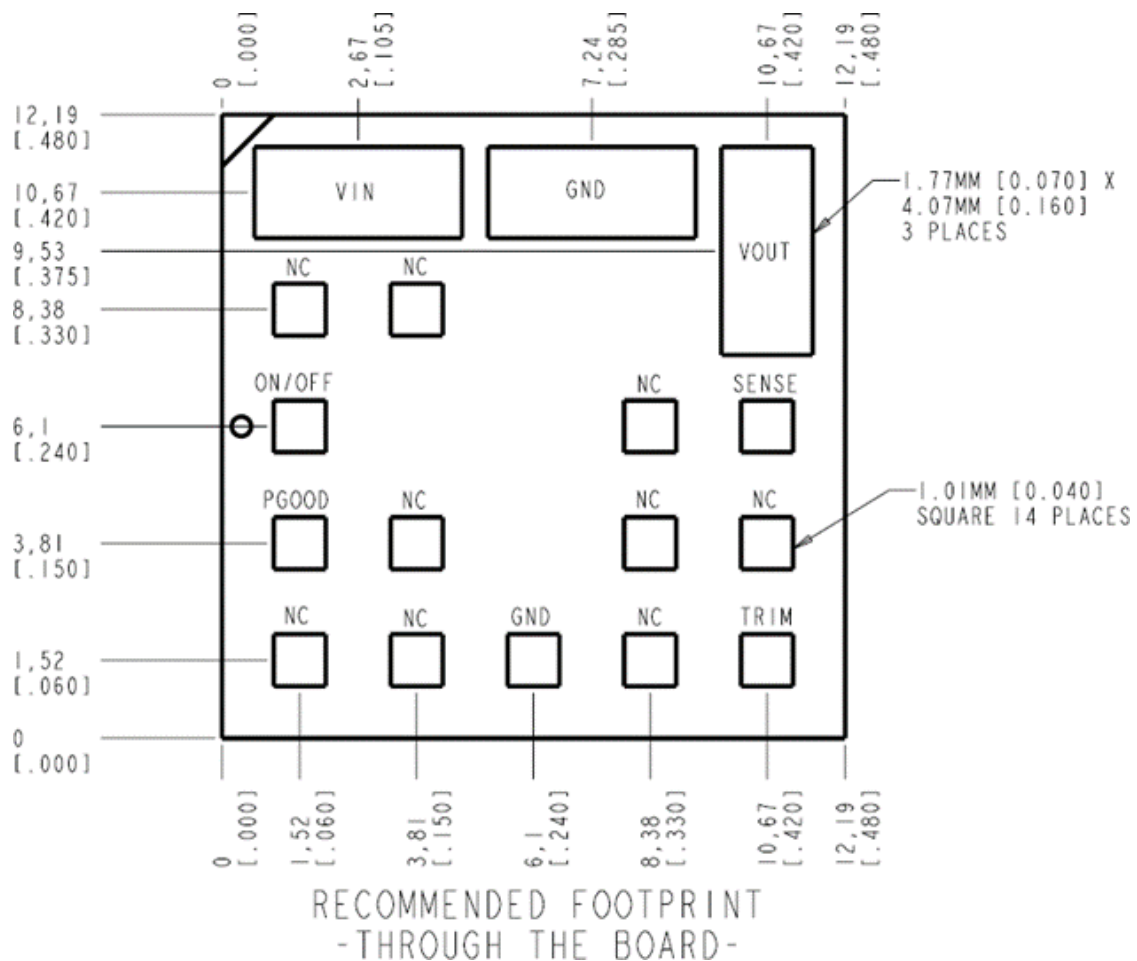 0
[.000]
2,67
[.105]
7,24
[.285]
10,67
[.420]
12,19
[.480]
12,19
[.480]
10,67
[.420]
9,53
[.375]
8,38
[.330]
6,1
[.240]
3,81
[.150]
1,52
[.060]
0
[.000]
VIN
GND
VOUT
1.77MM [0.070] X
4.07MM [0.160]
3 PLACES
NC
NC
ON/OFF
NC
SENSE
PGOOD
NC
NC
NC
1.01MM [0.040]
SQUARE 14 PLACES
NC
NC
GND
NC
TRIM
0
[.000]
1,52
[.060]
3,81
[.150]
6,1
[.240]
8,38
[.330]
10,67
[.420]
12,19
[.480]
RECOMMENDED FOOTPRINT
-THROUGH THE BOARD-